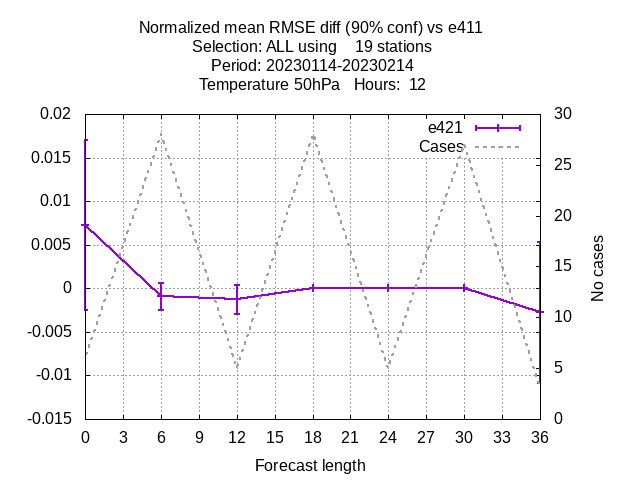 Normalized mean RMSE diff (90% conf) vs e411
Selection: ALL using    19 stations
Period: 20230114-20230214
Temperature 50hPa   Hours:  12
e421
Cases
0.02
0.015
0.01
0.005
0
-0.005
-0.01
-0.015
30
25
20
15
10
5
0
No cases
0 3 6 9 12 15 18 21 24 27 30 33 36
Forecast length